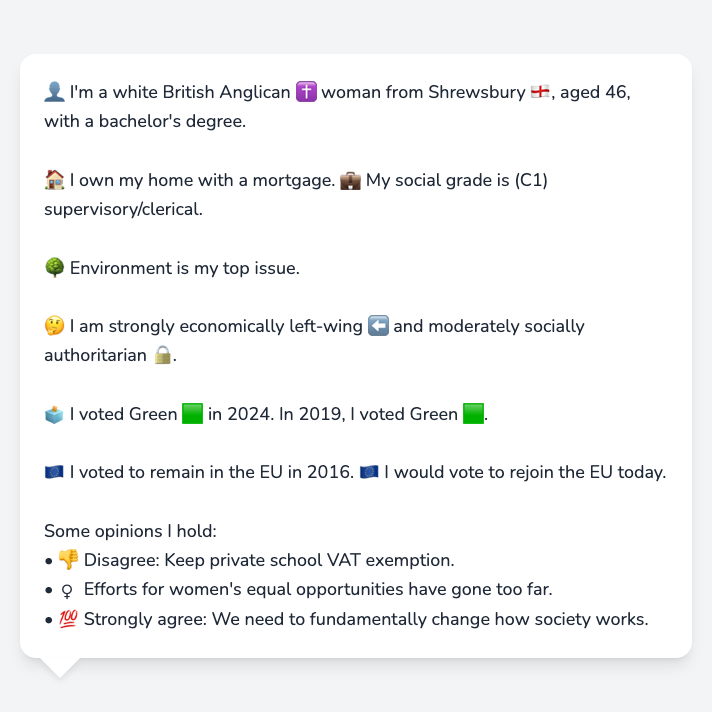 👤 I'm a white British Anglican ✝️ woman from Shrewsbury 🏴󠁧󠁢󠁥󠁮󠁧󠁿, aged 46,
with a bachelor's degree.
🏠 I own my home with a mortgage. 💼 My social grade is (C1)
supervisory/clerical.
🌳 Environment is my top issue.
🤔 I am strongly economically left-wing ⬅️ and moderately socially
authoritarian 🔒.
🗳️ I voted Green 🟩 in 2024. In 2019, I voted Green 🟩.
🇪🇺 I voted to remain in the EU in 2016. 🇪🇺 I would vote to rejoin the EU today.
Some opinions I hold:
• 👎 Disagree: Keep private school VAT exemption.
• ♀ Efforts for women's equal opportunities have gone too far.
• 💯 Strongly agree: We need to fundamentally change how society works.